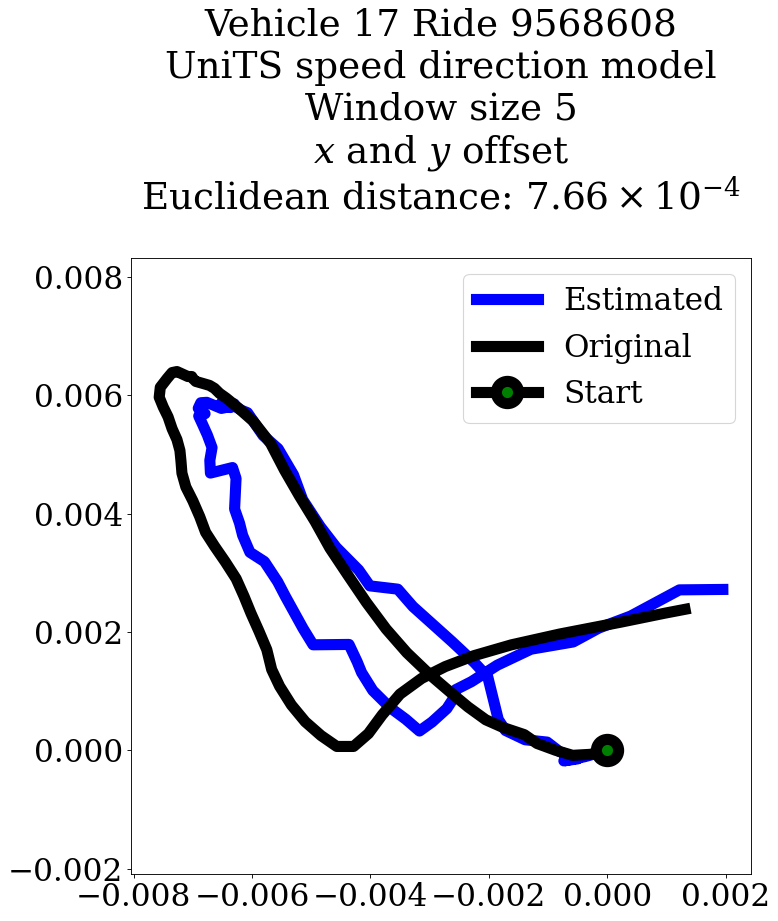 Vehicle 17 Ride 9568608
UniTS speed direction model
Window size 5
x and y offset
Euclidean distance: 7.66 × 10⁻⁴
0.008
0.006
0.004
0.002
0.000
−0.002
Estimated
Original
Start
−0.008 −0.006 −0.004 −0.002 0.000 0.002